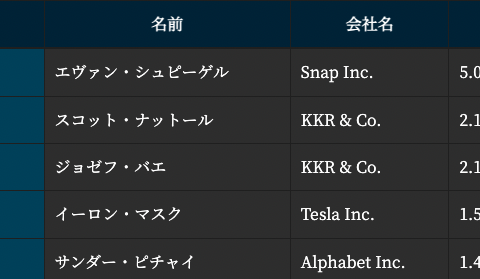 名前 会社名
エヴァン・シュピーゲル Snap Inc. 5.0
スコット・ナットール KKR & Co. 2.1
ジョゼフ・バエ KKR & Co. 2.1
イーロン・マスク Tesla Inc. 1.5
サンダー・ピチャイ Alphabet Inc. 1.4